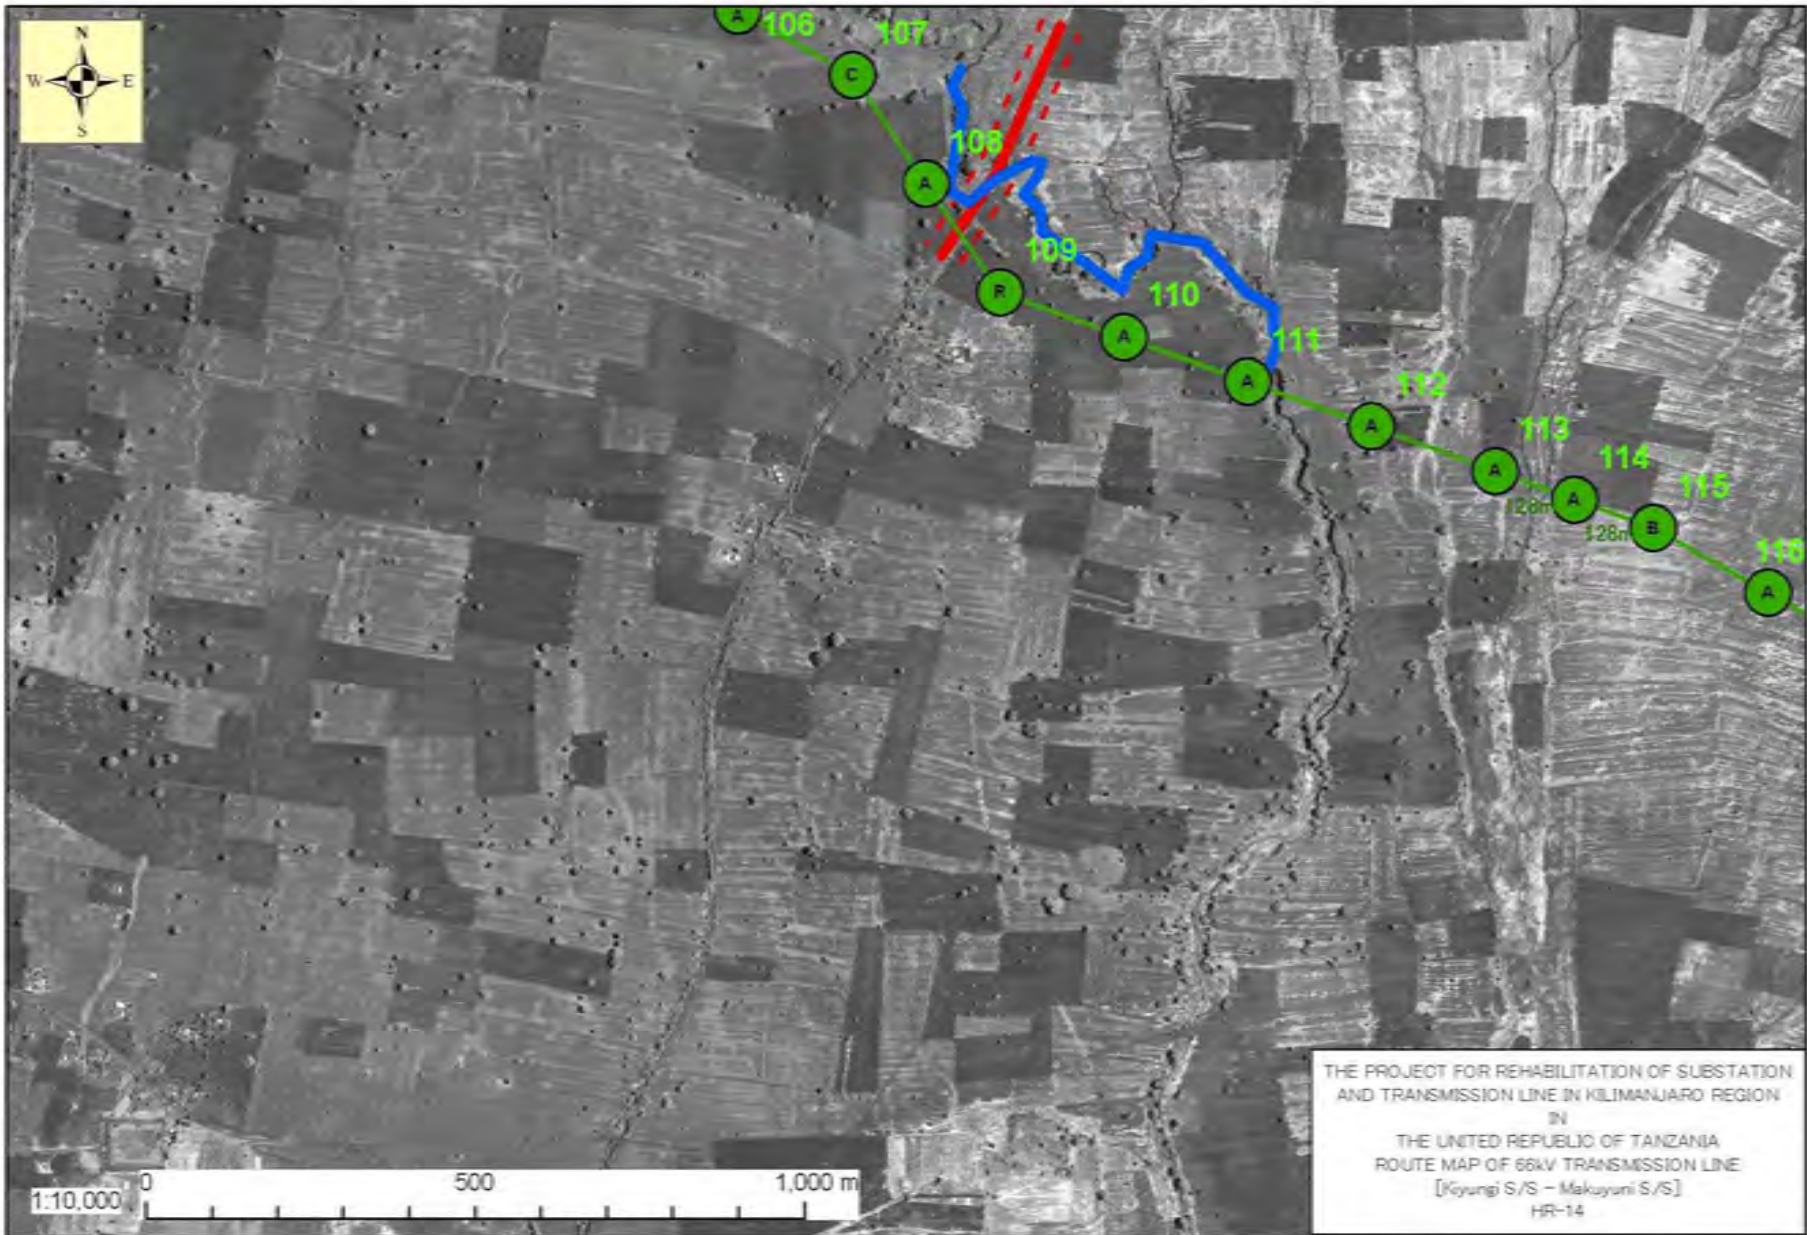 N
W E
S
A
106
107
C
108
A
109
R
110
A
111
A
112
A
113
A
114
A
128m
115
B
116
A
1:10,000
0 500 1,000 m
THE PROJECT FOR REHABILITATION OF SUBSTATION
AND TRANSMISSION LINE IN KILIMANJARO REGION
IN
THE UNITED REPUBLIC OF TANZANIA
ROUTE MAP OF 66kV TRANSMISSION LINE
[Kiyungi S/S - Makuyuni S/S]
HR-14